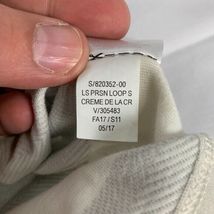 S/820352-00
LS PRSN LOOP S
CREME DE LA CR
V/305483
FA17 / S11
05/17